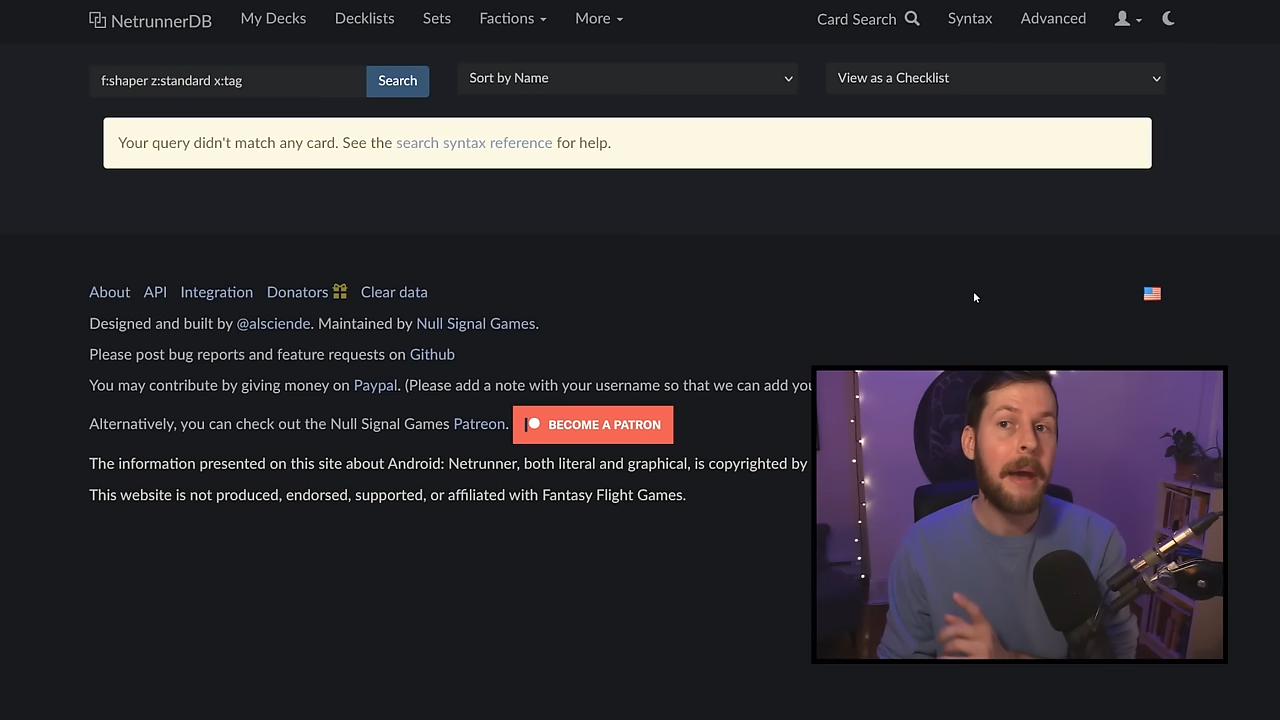 NetrunnerDB My Decks Decklists Sets Factions More Card Search Syntax Advanced
f:shaper z:standard x:tag Search Sort by Name View as a Checklist
Your query didn't match any card. See the search syntax reference for help.
About API Integration Donators Clear data
Designed and built by @alsciende. Maintained by Null Signal Games.
Please post bug reports and feature requests on Github
You may contribute by giving money on Paypal. (Please add a note with your username so that we can add you
Alternatively, you can check out the Null Signal Games Patreon. BECOME A PATRON
The information presented on this site about Android: Netrunner, both literal and graphical, is copyrighted by
This website is not produced, endorsed, supported, or affiliated with Fantasy Flight Games.